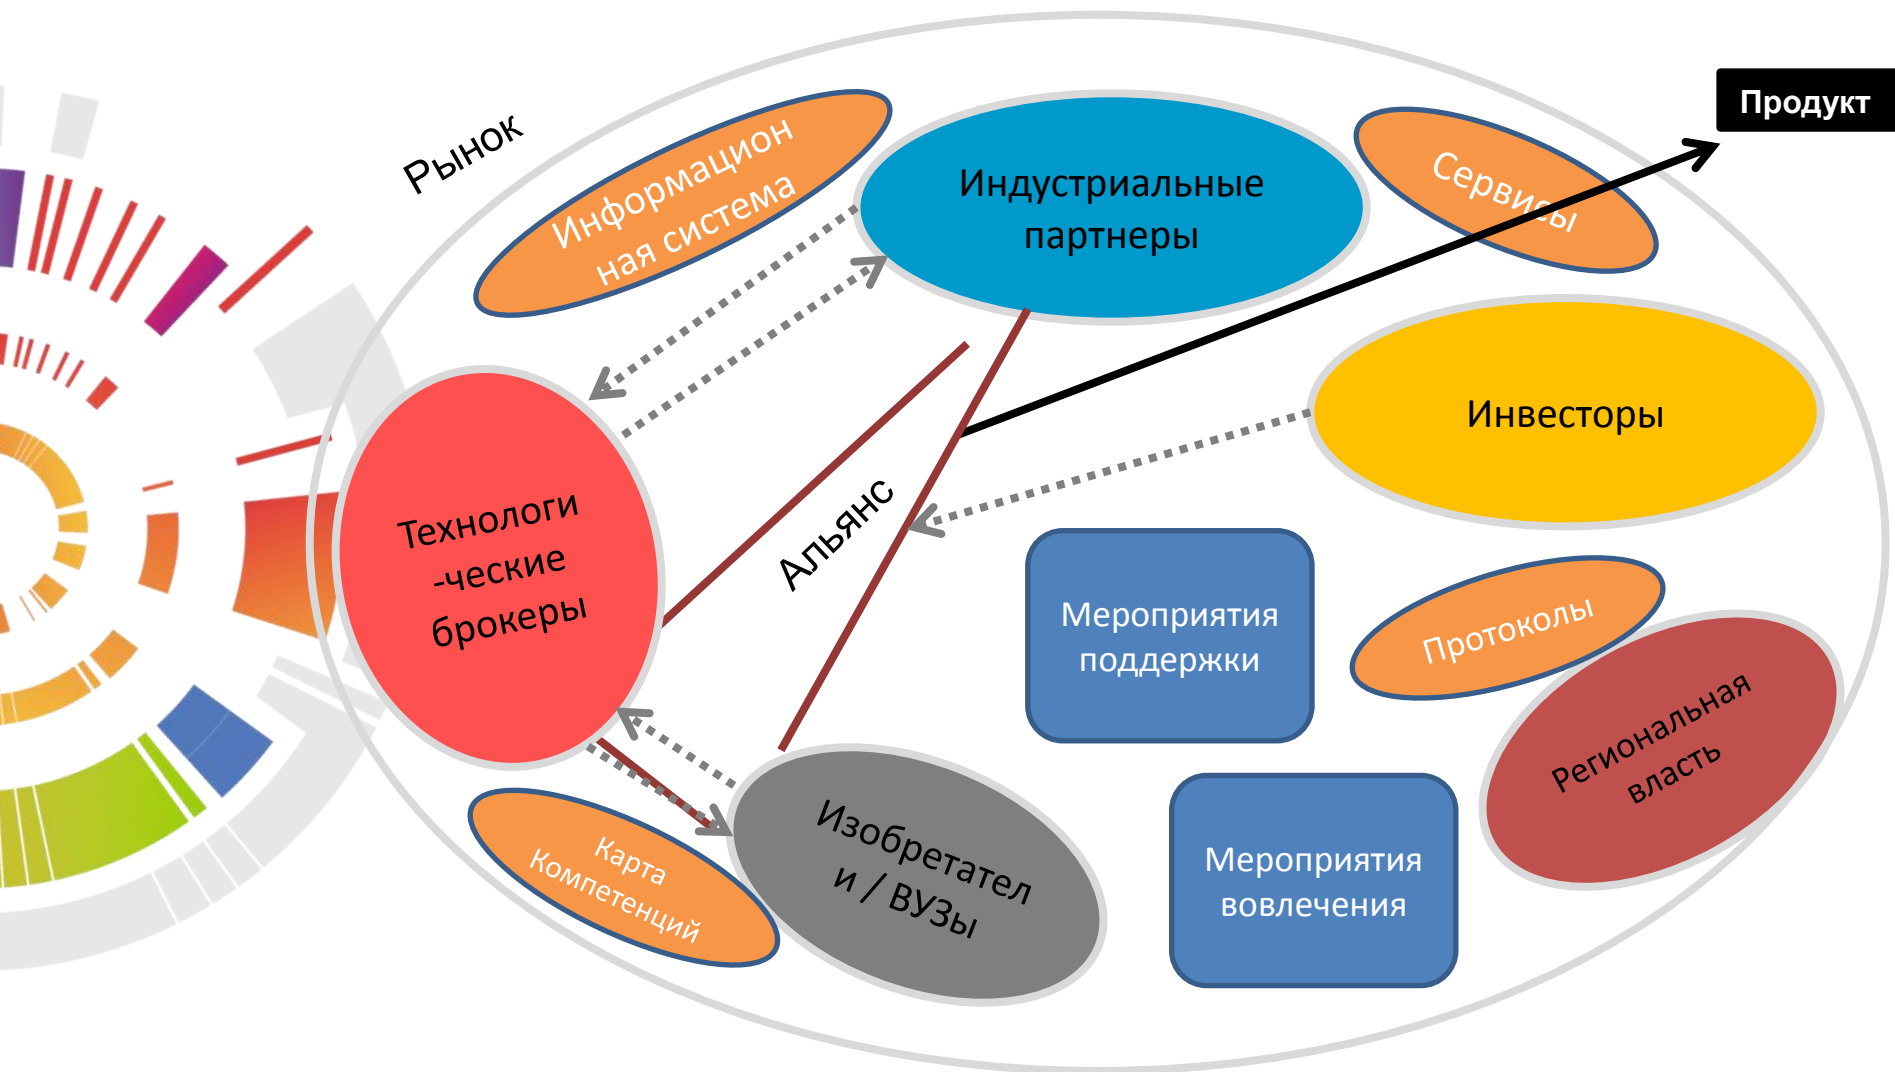 Рынок
Информацион
ная система
Индустриальные
партнеры
Сервисы
Продукт
Инвесторы
Технологи
-ческие
брокеры
Альянс
Мероприятия
поддержки
Протоколы
Региональная
власть
Карта
Компетенций
Изобретател
и / ВУЗы
Мероприятия
вовлечения